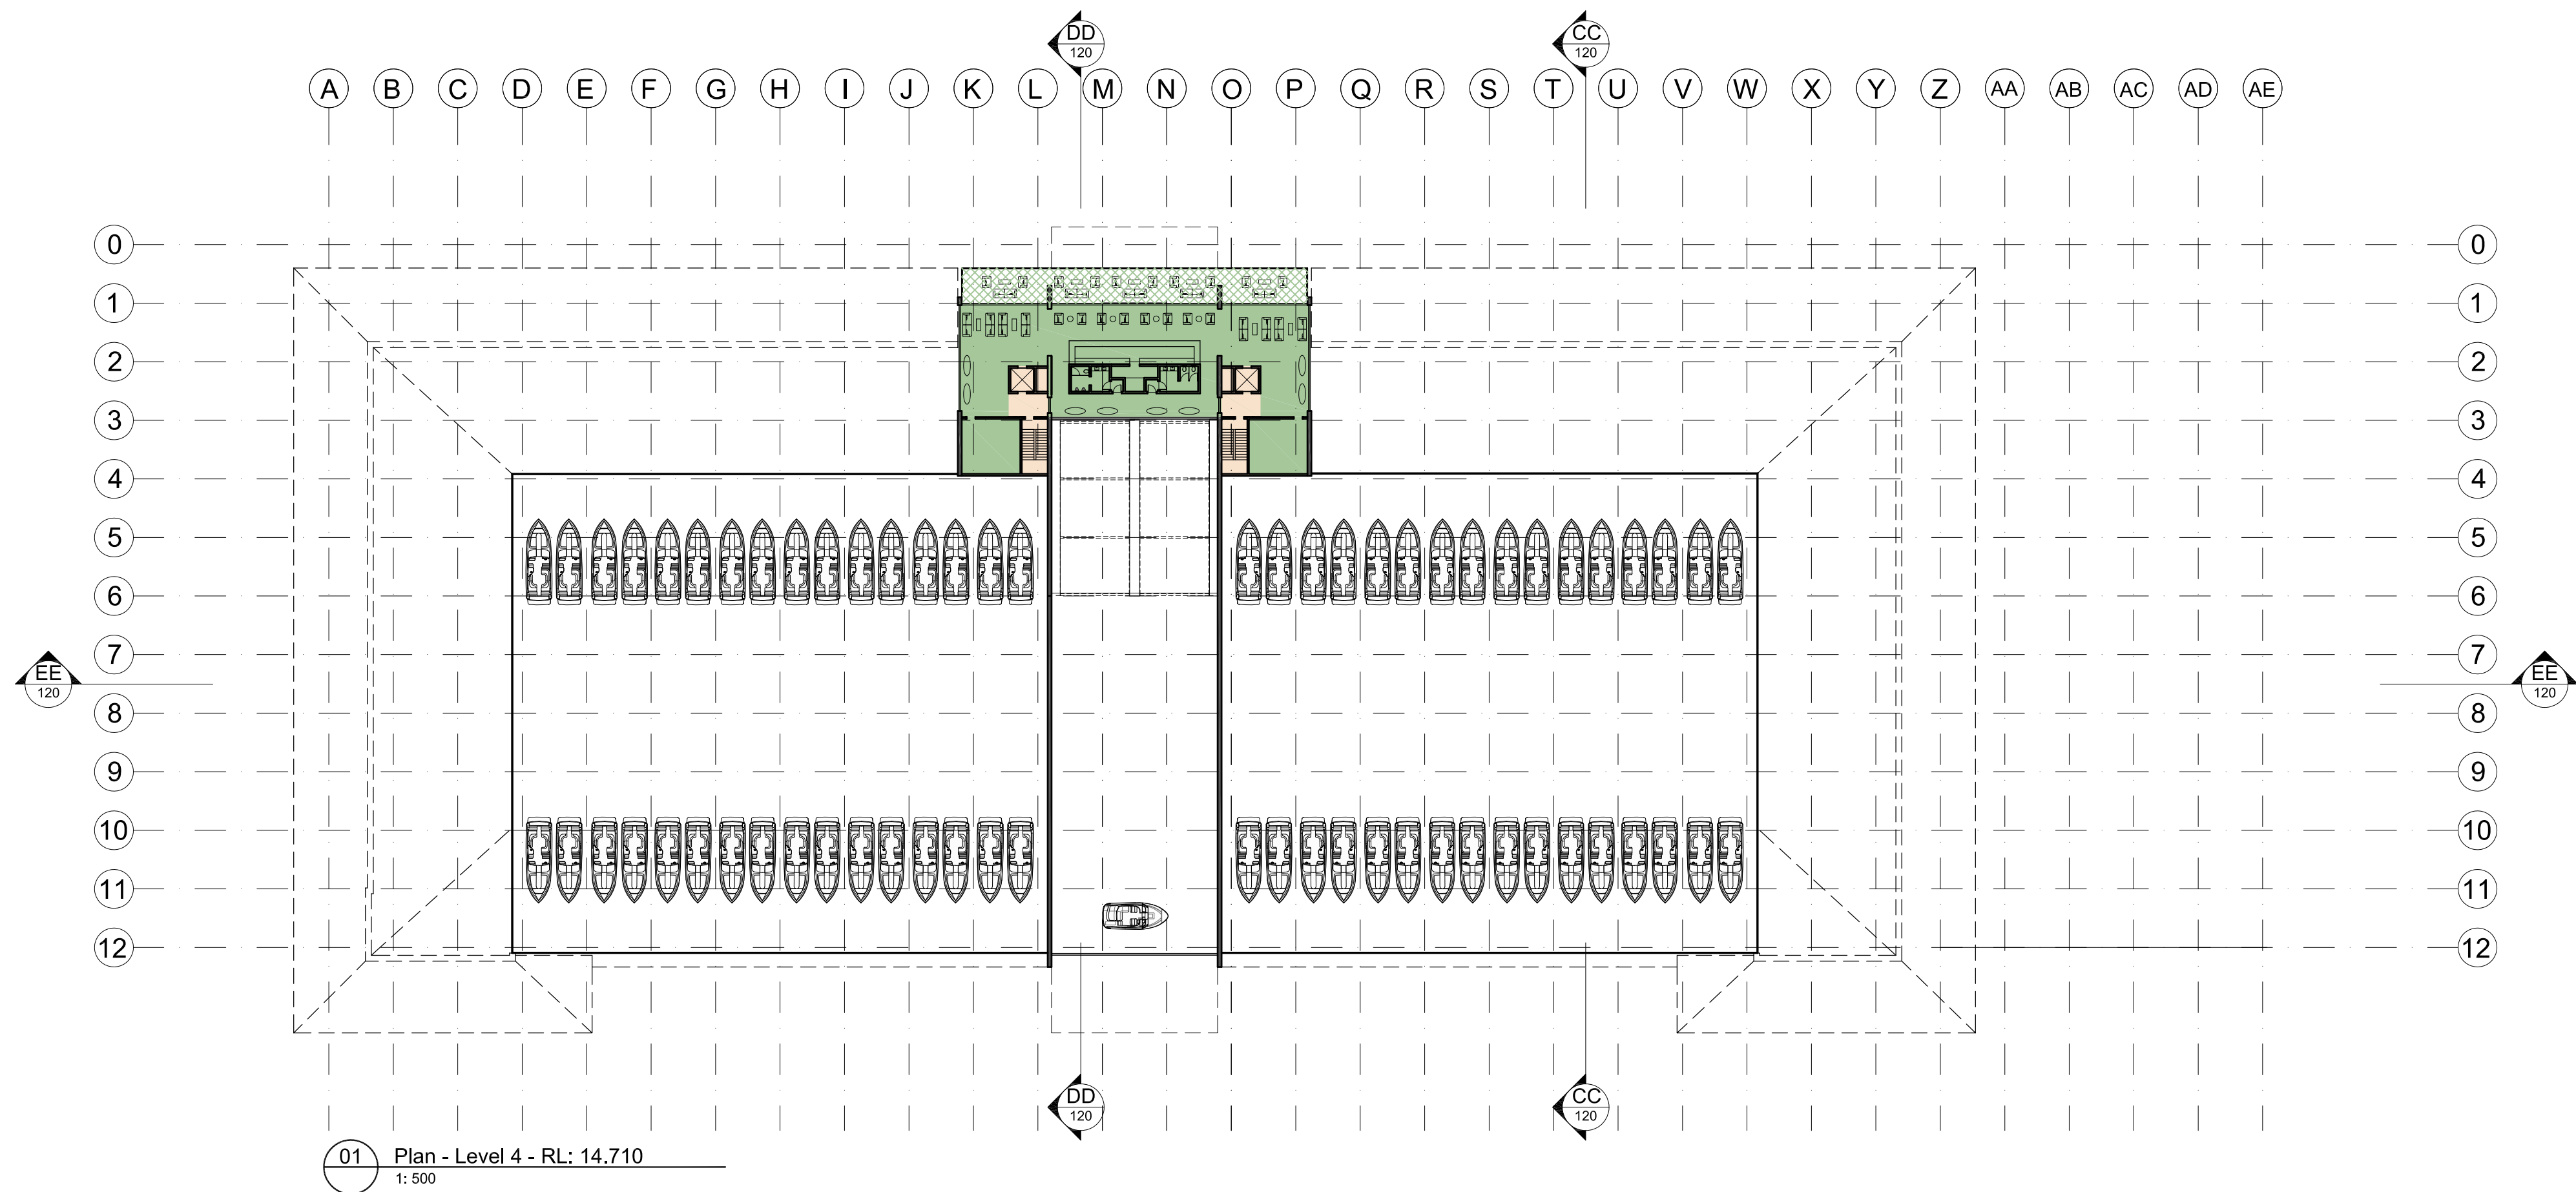 DD
120
CC
120
A B C D E F G H I J K L M N O P Q R S T U V W X Y Z AA AB AC AD AE
0 0
1 1
2 2
3 3
4 4
5 5
6 6
7 7
EE
120
EE
120
8 8
9 9
10 10
11 11
12 12
DD
120
CC
120
01 Plan - Level 4 - RL: 14.710
1: 500